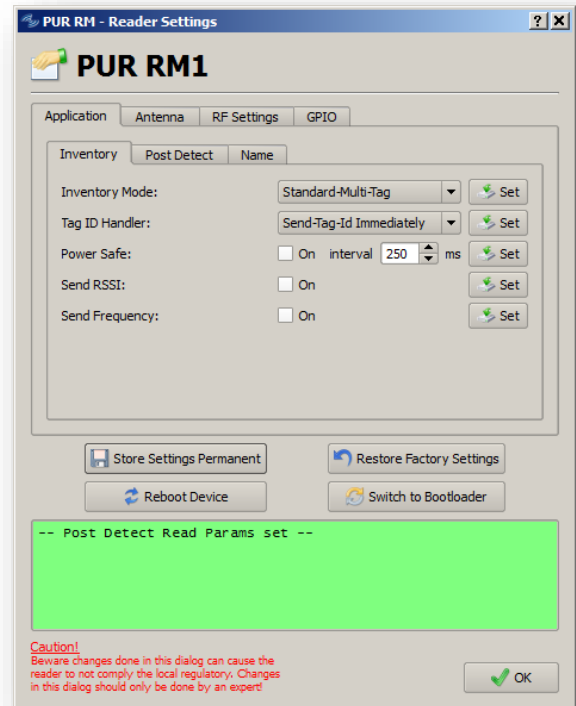 PUR RM - Reader Settings
PUR RM1
Application Antenna RF Settings GPIO
Inventory Post Detect Name
Inventory Mode: Standard-Multi-Tag Set
Tag ID Handler: Send-Tag-Id Immediately Set
Power Safe: On interval 250 ms Set
Send RSSI: On Set
Send Frequency: On Set
Store Settings Permanent Restore Factory Settings
Reboot Device Switch to Bootloader
-- Post Detect Read Params set --
Caution!
Beware changes done in this dialog can cause the
reader to not comply the local regulatory. Changes
in this dialog should only be done by an expert!
OK